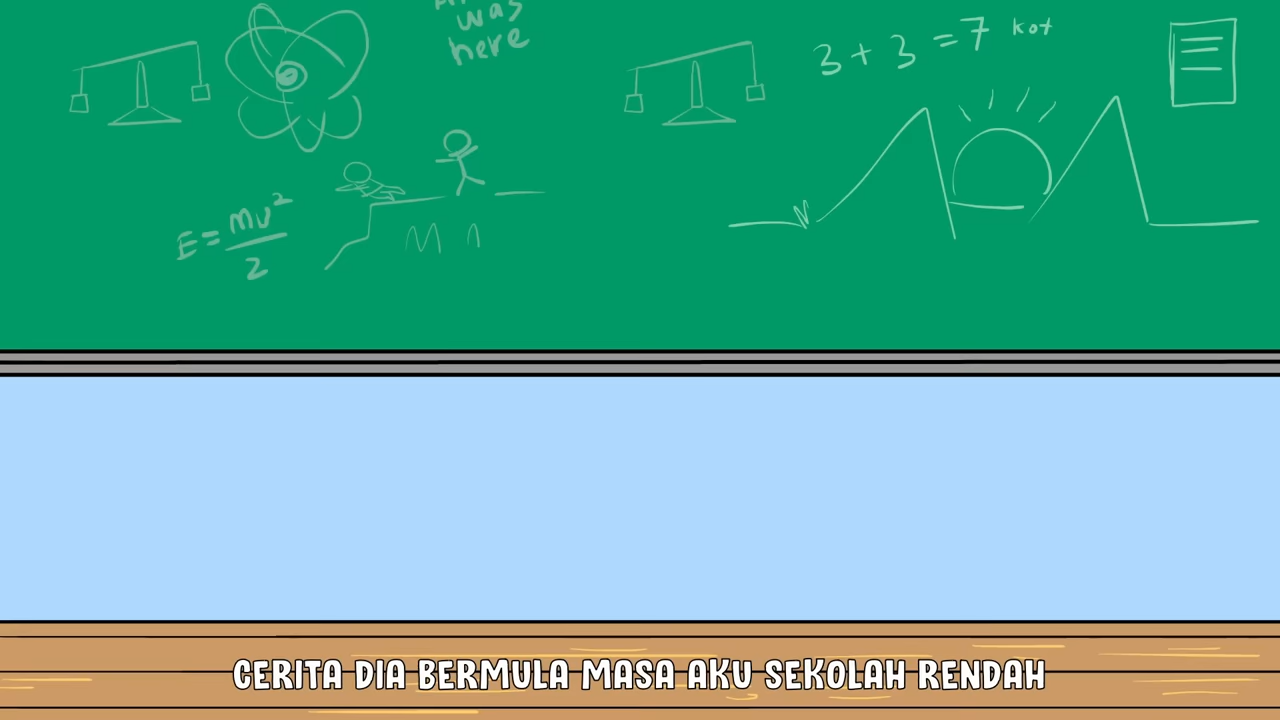 was
here
3 + 3 = 7 kot
E = mv²/2
CERITA DIA BERMULA MASA AKU SEKOLAH RENDAH